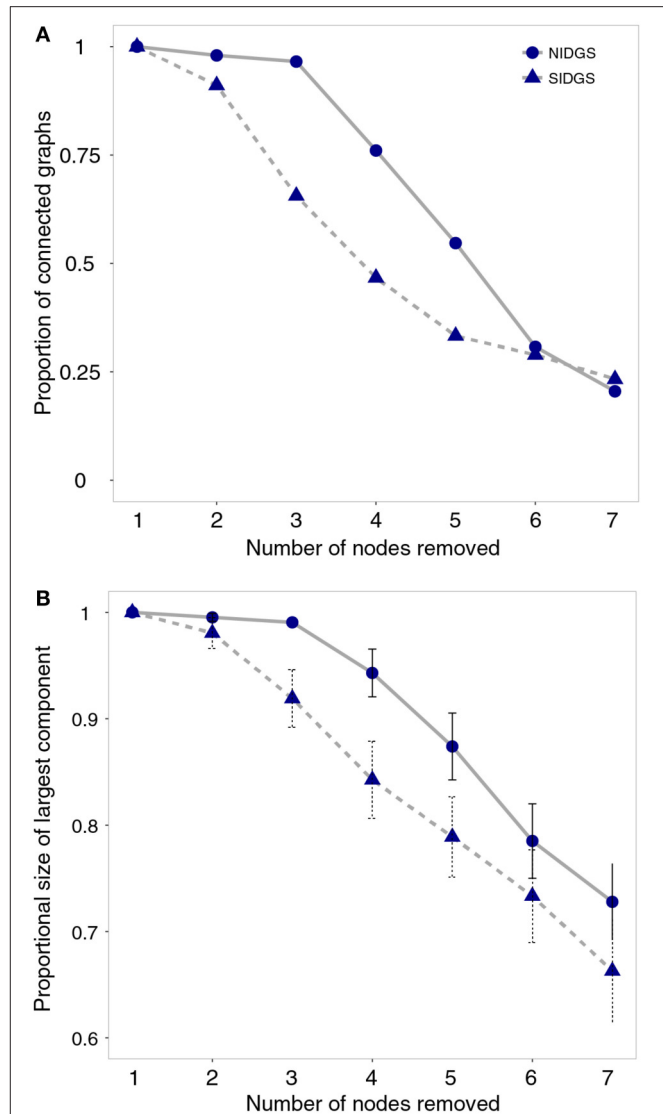 A
1
0.75
0.5
0.25
0
Proportion of connected graphs
NIDGS
SIDGS
1 2 3 4 5 6 7
Number of nodes removed
B
1
0.9
0.8
0.7
0.6
Proportional size of largest component
1 2 3 4 5 6 7
Number of nodes removed